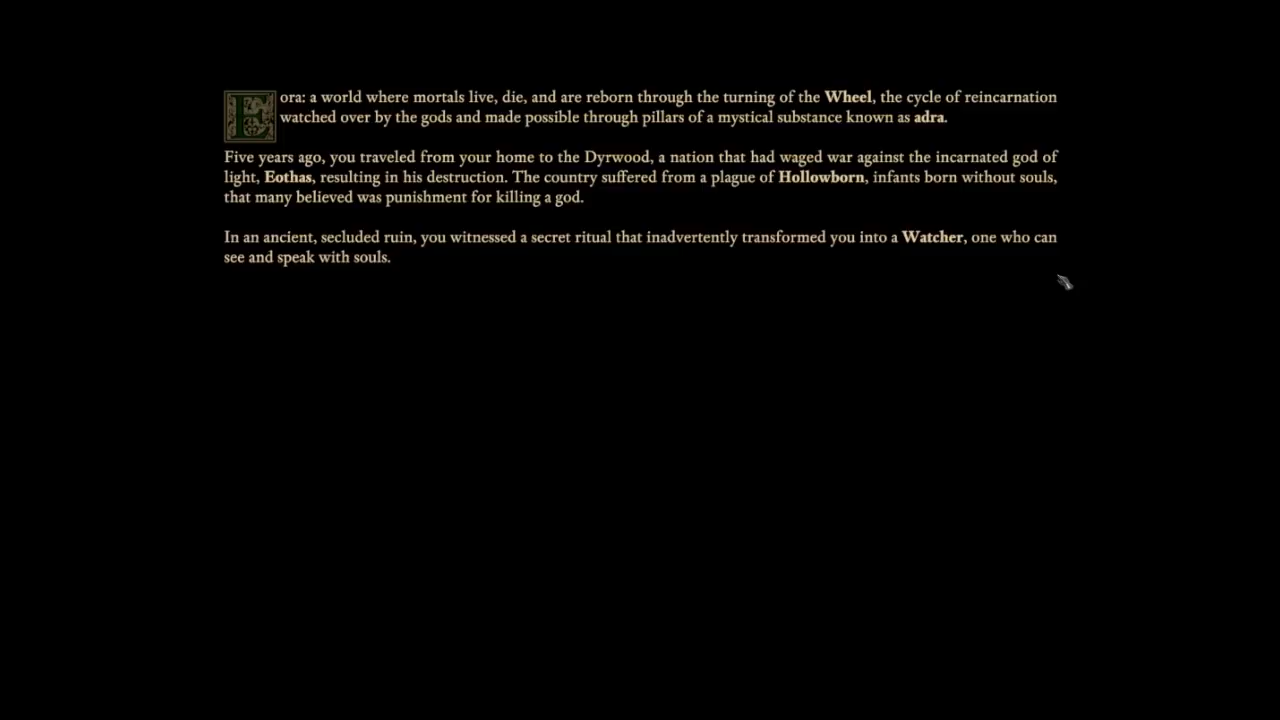 Eora: a world where mortals live, die, and are reborn through the turning of the Wheel, the cycle of reincarnation
watched over by the gods and made possible through pillars of a mystical substance known as adra.
Five years ago, you traveled from your home to the Dyrwood, a nation that had waged war against the incarnated god of
light, Eothas, resulting in his destruction. The country suffered from a plague of Hollowborn, infants born without souls,
that many believed was punishment for killing a god.
In an ancient, secluded ruin, you witnessed a secret ritual that inadvertently transformed you into a Watcher, one who can
see and speak with souls.